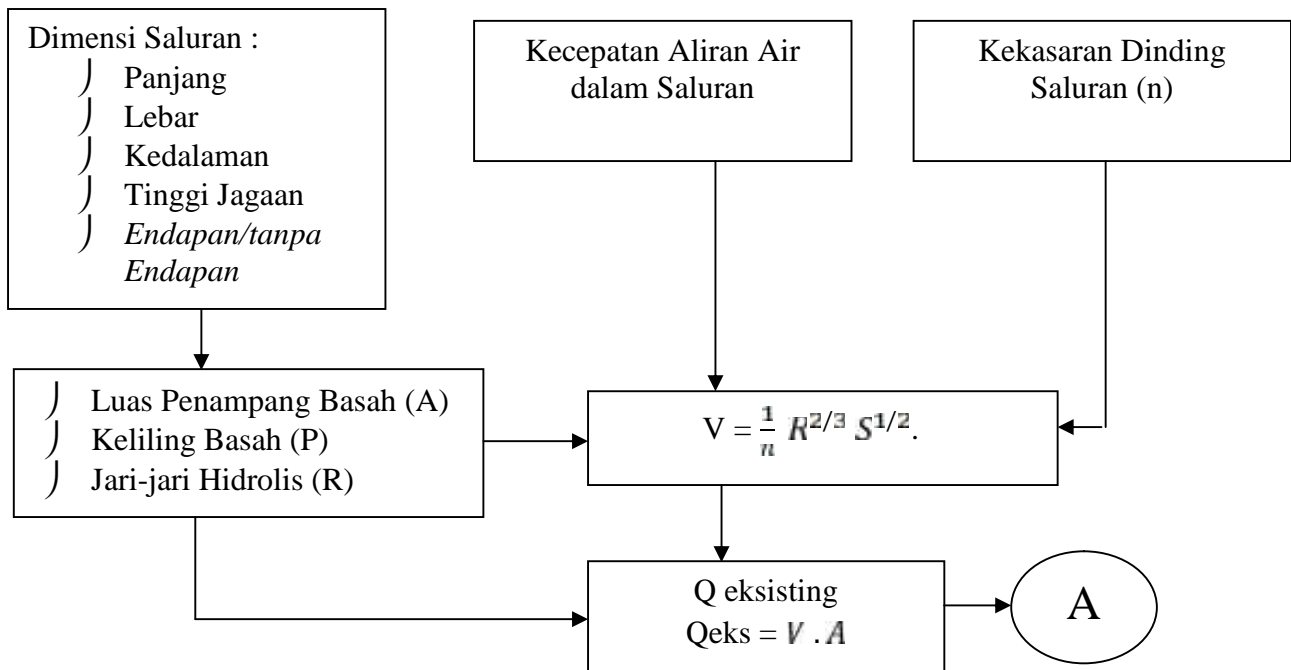 Dimensi Saluran :
⌡ Panjang
⌡ Lebar
⌡ Kedalaman
⌡ Tinggi Jagaan
⌡ Endapan/tanpa
Endapan
Kecepatan Aliran Air
dalam Saluran
Kekasaran Dinding
Saluran (n)
⌡ Luas Penampang Basah (A)
⌡ Keliling Basah (P)
⌡ Jari-jari Hidrolis (R)
V = 1/n R^2/3 S^1/2.
Q eksisting
Qeks = V . A
A